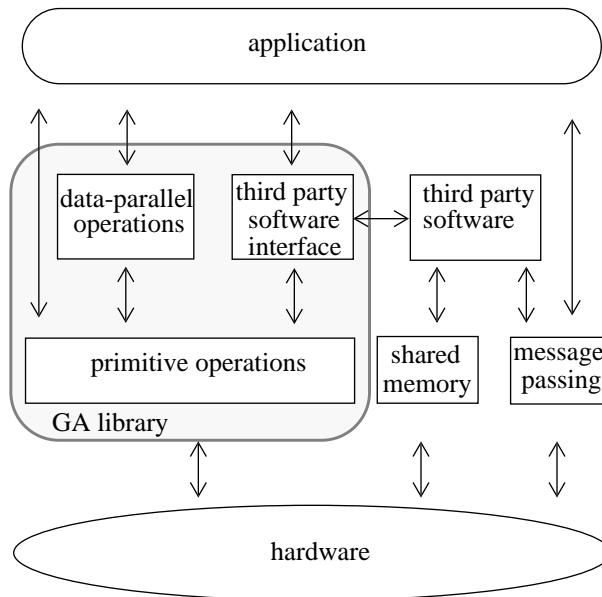 application
data-parallel
operations
third party
software
interface
third party
software
primitive operations
shared
memory
message
passing
GA library
hardware